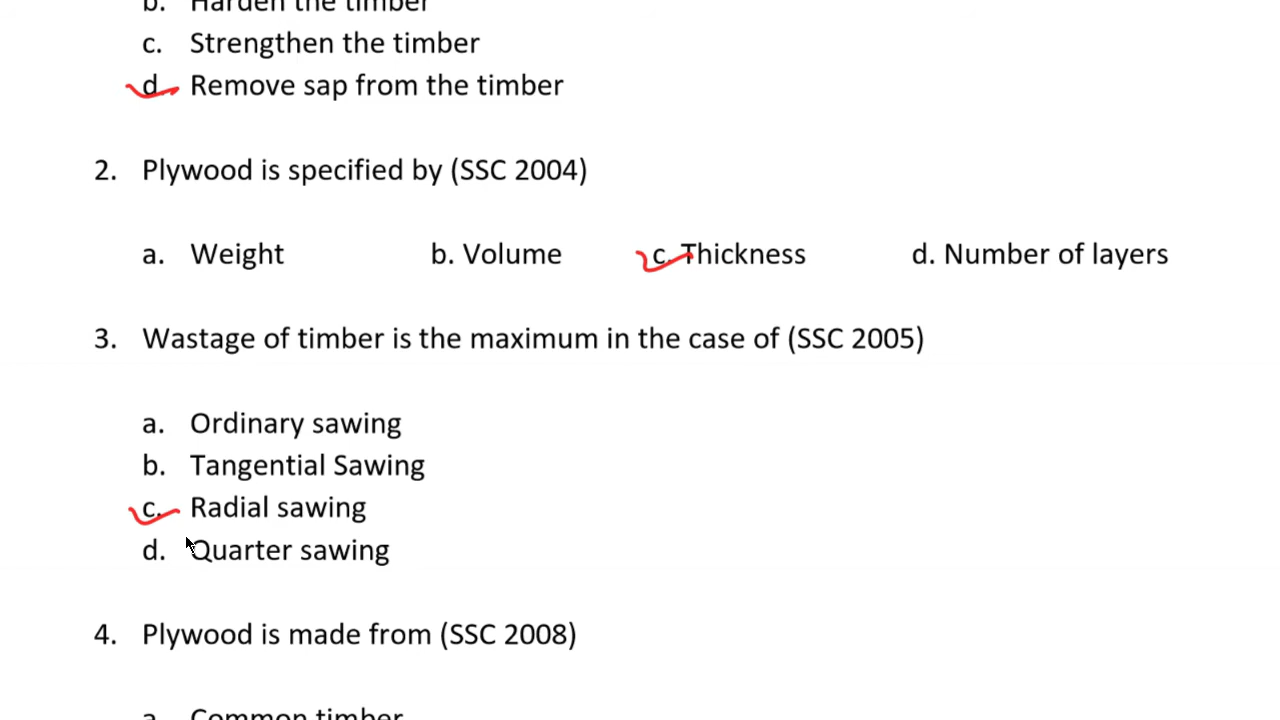 b. Harden the timber
c. Strengthen the timber
d. Remove sap from the timber
2. Plywood is specified by (SSC 2004)
a. Weight b. Volume c. Thickness d. Number of layers
3. Wastage of timber is the maximum in the case of (SSC 2005)
a. Ordinary sawing
b. Tangential Sawing
c. Radial sawing
d. Quarter sawing
4. Plywood is made from (SSC 2008)
a. Common timber